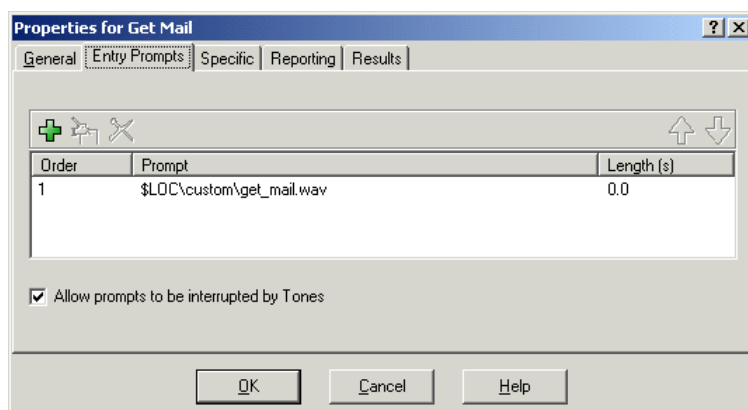 Properties for Get Mail
General Entry Prompts Specific Reporting Results
Order Prompt Length (s)
1 $LOC\custom\get_mail.wav 0.0
Allow prompts to be interrupted by Tones
OK Cancel Help